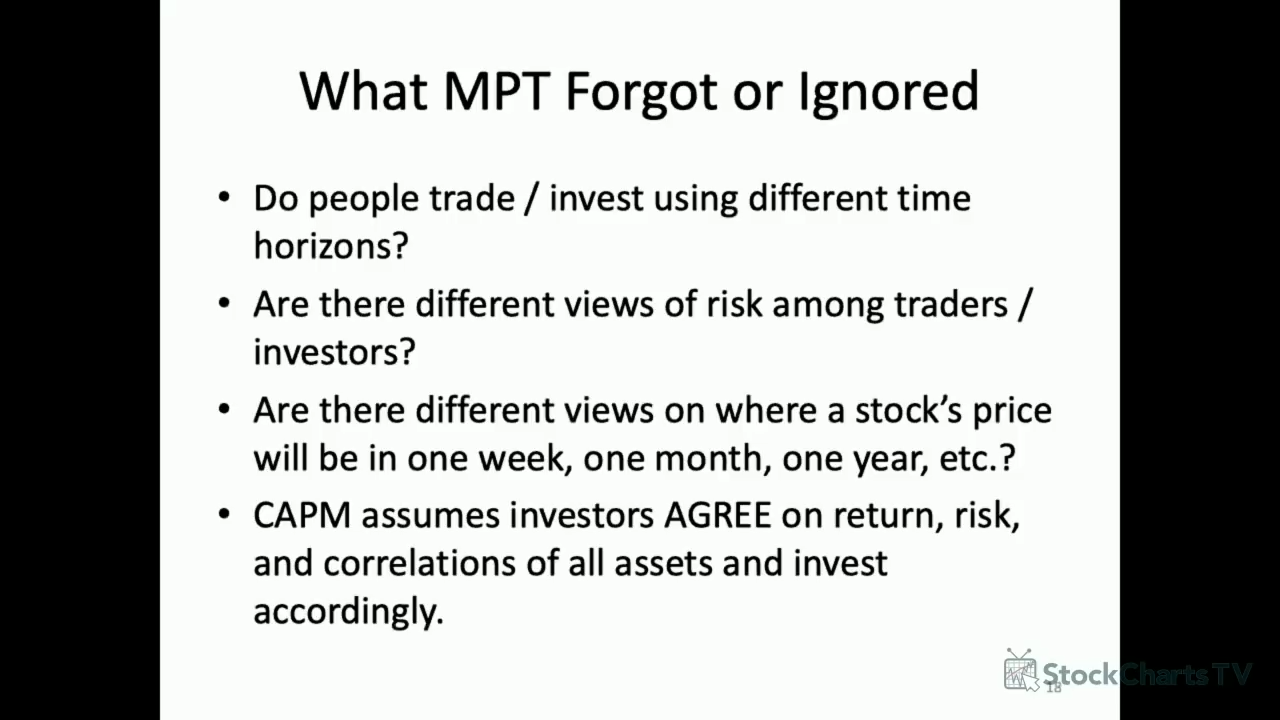 What MPT Forgot or Ignored
• Do people trade / invest using different time
horizons?
• Are there different views of risk among traders /
investors?
• Are there different views on where a stock’s price
will be in one week, one month, one year, etc.?
• CAPM assumes investors AGREE on return, risk,
and correlations of all assets and invest
accordingly.
StockChartsTV
18